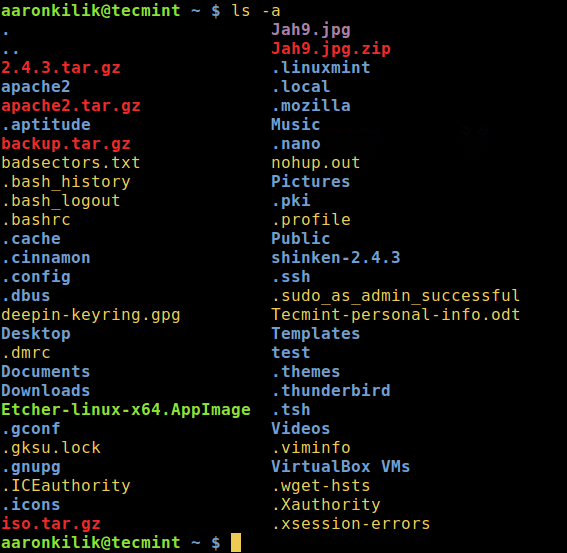 aaronkilik@tecmint ~ $ ls -a
. Jah9.jpg
.. Jah9.jpg.zip
2.4.3.tar.gz .linuxmint
apache2 .local
apache2.tar.gz .mozilla
.aptitude Music
backup.tar.gz .nano
badsectors.txt nohup.out
.bash_history Pictures
.bash_logout .pki
.bashrc .profile
.cache Public
.cinnamon shinken-2.4.3
.config .ssh
.dbus .sudo_as_admin_successful
deepin-keyring.gpg Tecmint-personal-info.odt
Desktop Templates
.dmrc test
Documents .themes
Downloads .thunderbird
Etcher-linux-x64.AppImage .tsh
.gconf Videos
.gksu.lock .viminfo
.gnupg VirtualBox VMs
.ICEauthority .wget-hsts
.icons .Xauthority
iso.tar.gz .xsession-errors
aaronkilik@tecmint ~ $